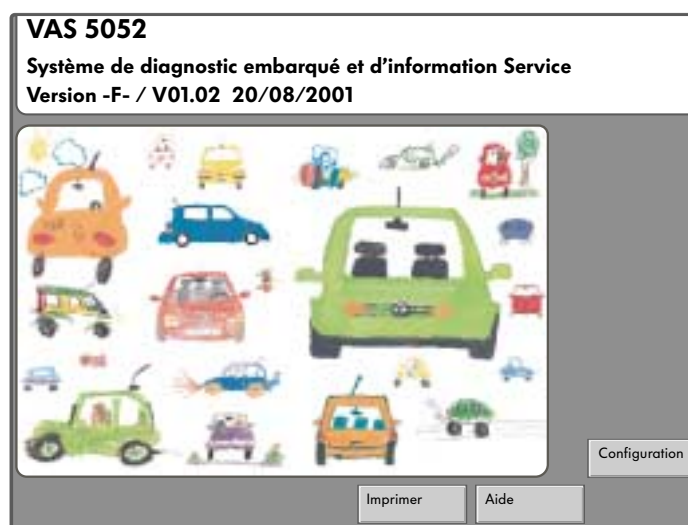 VAS 5052
Système de diagnostic embarqué et d’information Service
Version -F- / V01.02 20/08/2001
Configuration
Imprimer
Aide